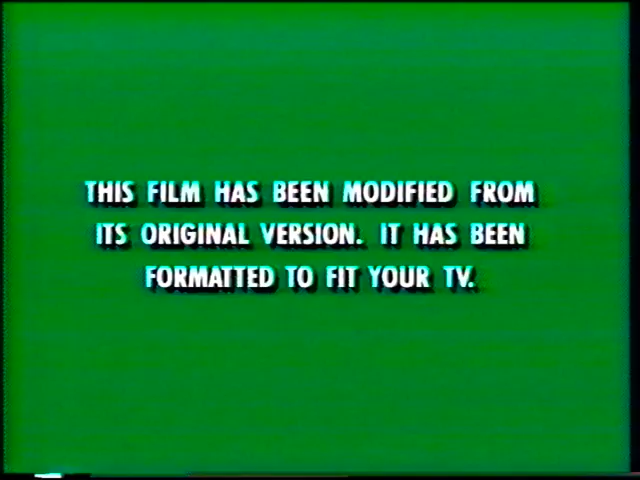 THIS FILM HAS BEEN MODIFIED FROM
ITS ORIGINAL VERSION. IT HAS BEEN
FORMATTED TO FIT YOUR TV.